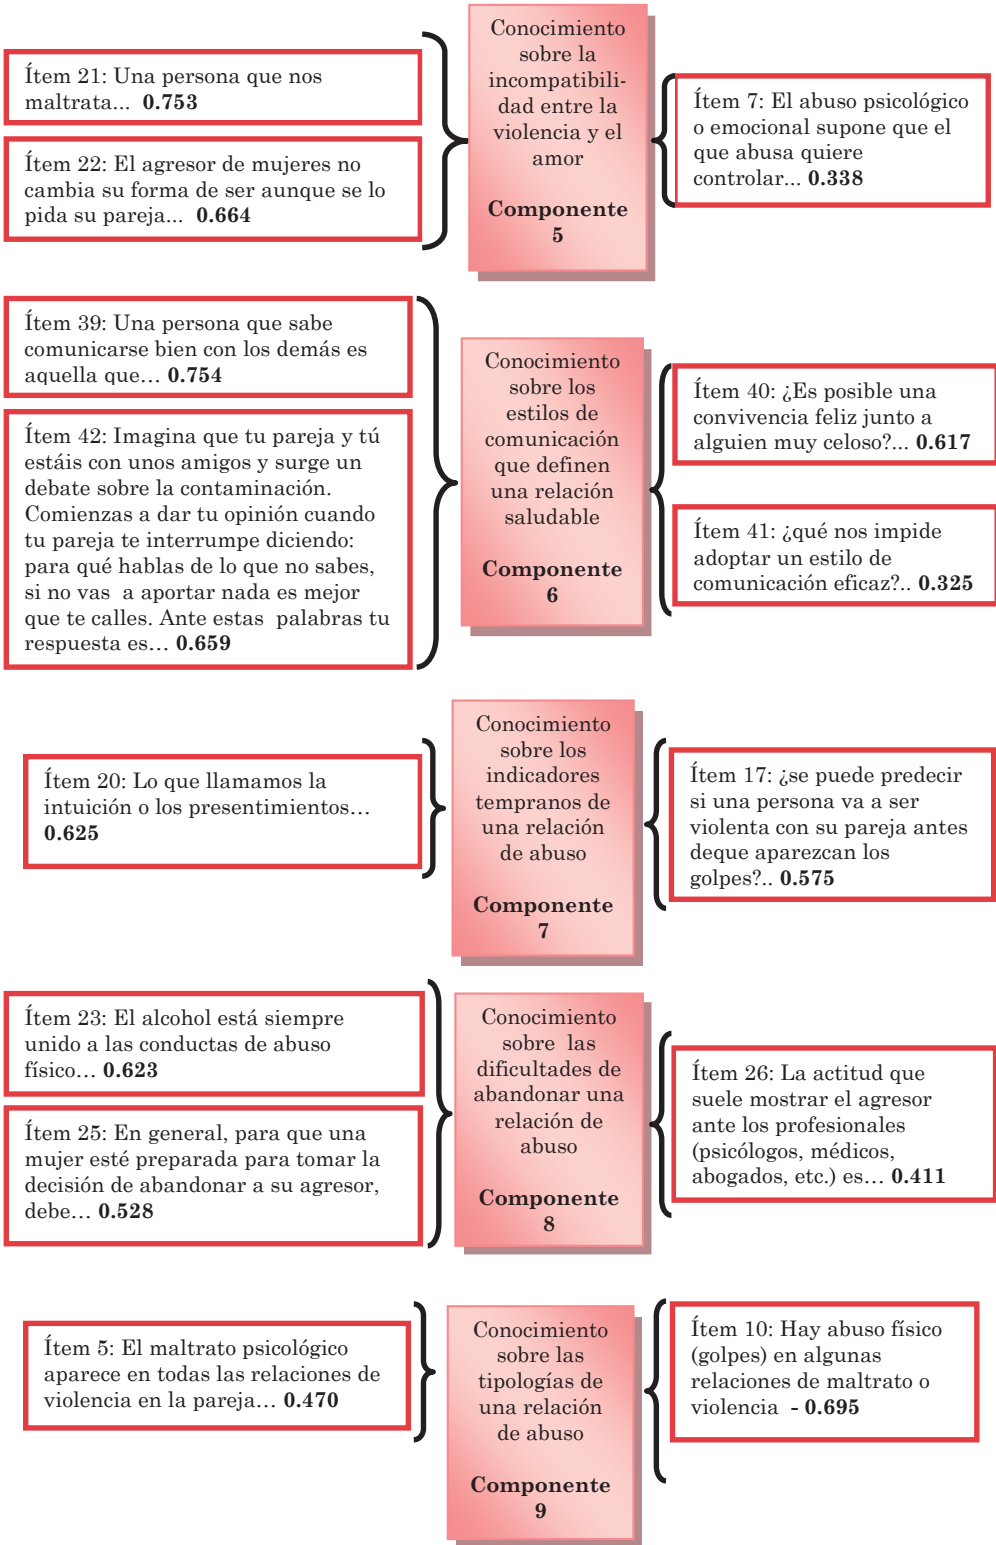 Ítem 21: Una persona que nos
maltrata... 0.753
Ítem 22: El agresor de mujeres no
cambia su forma de ser aunque se lo
pida su pareja... 0.664
Conocimiento
sobre la
incompatibili-
dad entre la
violencia y el
amor
Componente
5
Ítem 7: El abuso psicológico
o emocional supone que el
que abusa quiere
controlar... 0.338
Ítem 39: Una persona que sabe
comunicarse bien con los demás es
aquella que… 0.754
Ítem 42: Imagina que tu pareja y tú
estáis con unos amigos y surge un
debate sobre la contaminación.
Comienzas a dar tu opinión cuando
tu pareja te interrumpe diciendo:
para qué hablas de lo que no sabes,
si no vas a aportar nada es mejor
que te calles. Ante estas palabras tu
respuesta es… 0.659
Conocimiento
sobre los
estilos de
comunicación
que definen
una relación
saludable
Componente
6
Ítem 40: ¿Es posible una
convivencia feliz junto a
alguien muy celoso?... 0.617
Ítem 41: ¿qué nos impide
adoptar un estilo de
comunicación eficaz?.. 0.325
Ítem 20: Lo que llamamos la
intuición o los presentimientos…
0.625
Conocimiento
sobre los
indicadores
tempranos de
una relación
de abuso
Componente
7
Ítem 17: ¿se puede predecir
si una persona va a ser
violenta con su pareja antes
deque aparezcan los
golpes?.. 0.575
Ítem 23: El alcohol está siempre
unido a las conductas de abuso
físico… 0.623
Ítem 25: En general, para que una
mujer esté preparada para tomar la
decisión de abandonar a su agresor,
debe… 0.528
Conocimiento
sobre las
dificultades de
abandonar una
relación de
abuso
Componente
8
Ítem 26: La actitud que
suele mostrar el agresor
ante los profesionales
(psicólogos, médicos,
abogados, etc.) es… 0.411
Ítem 5: El maltrato psicológico
aparece en todas las relaciones de
violencia en la pareja… 0.470
Conocimiento
sobre las
tipologías de
una relación
de abuso
Componente
9
Ítem 10: Hay abuso físico
(golpes) en algunas
relaciones de maltrato o
violencia - 0.695